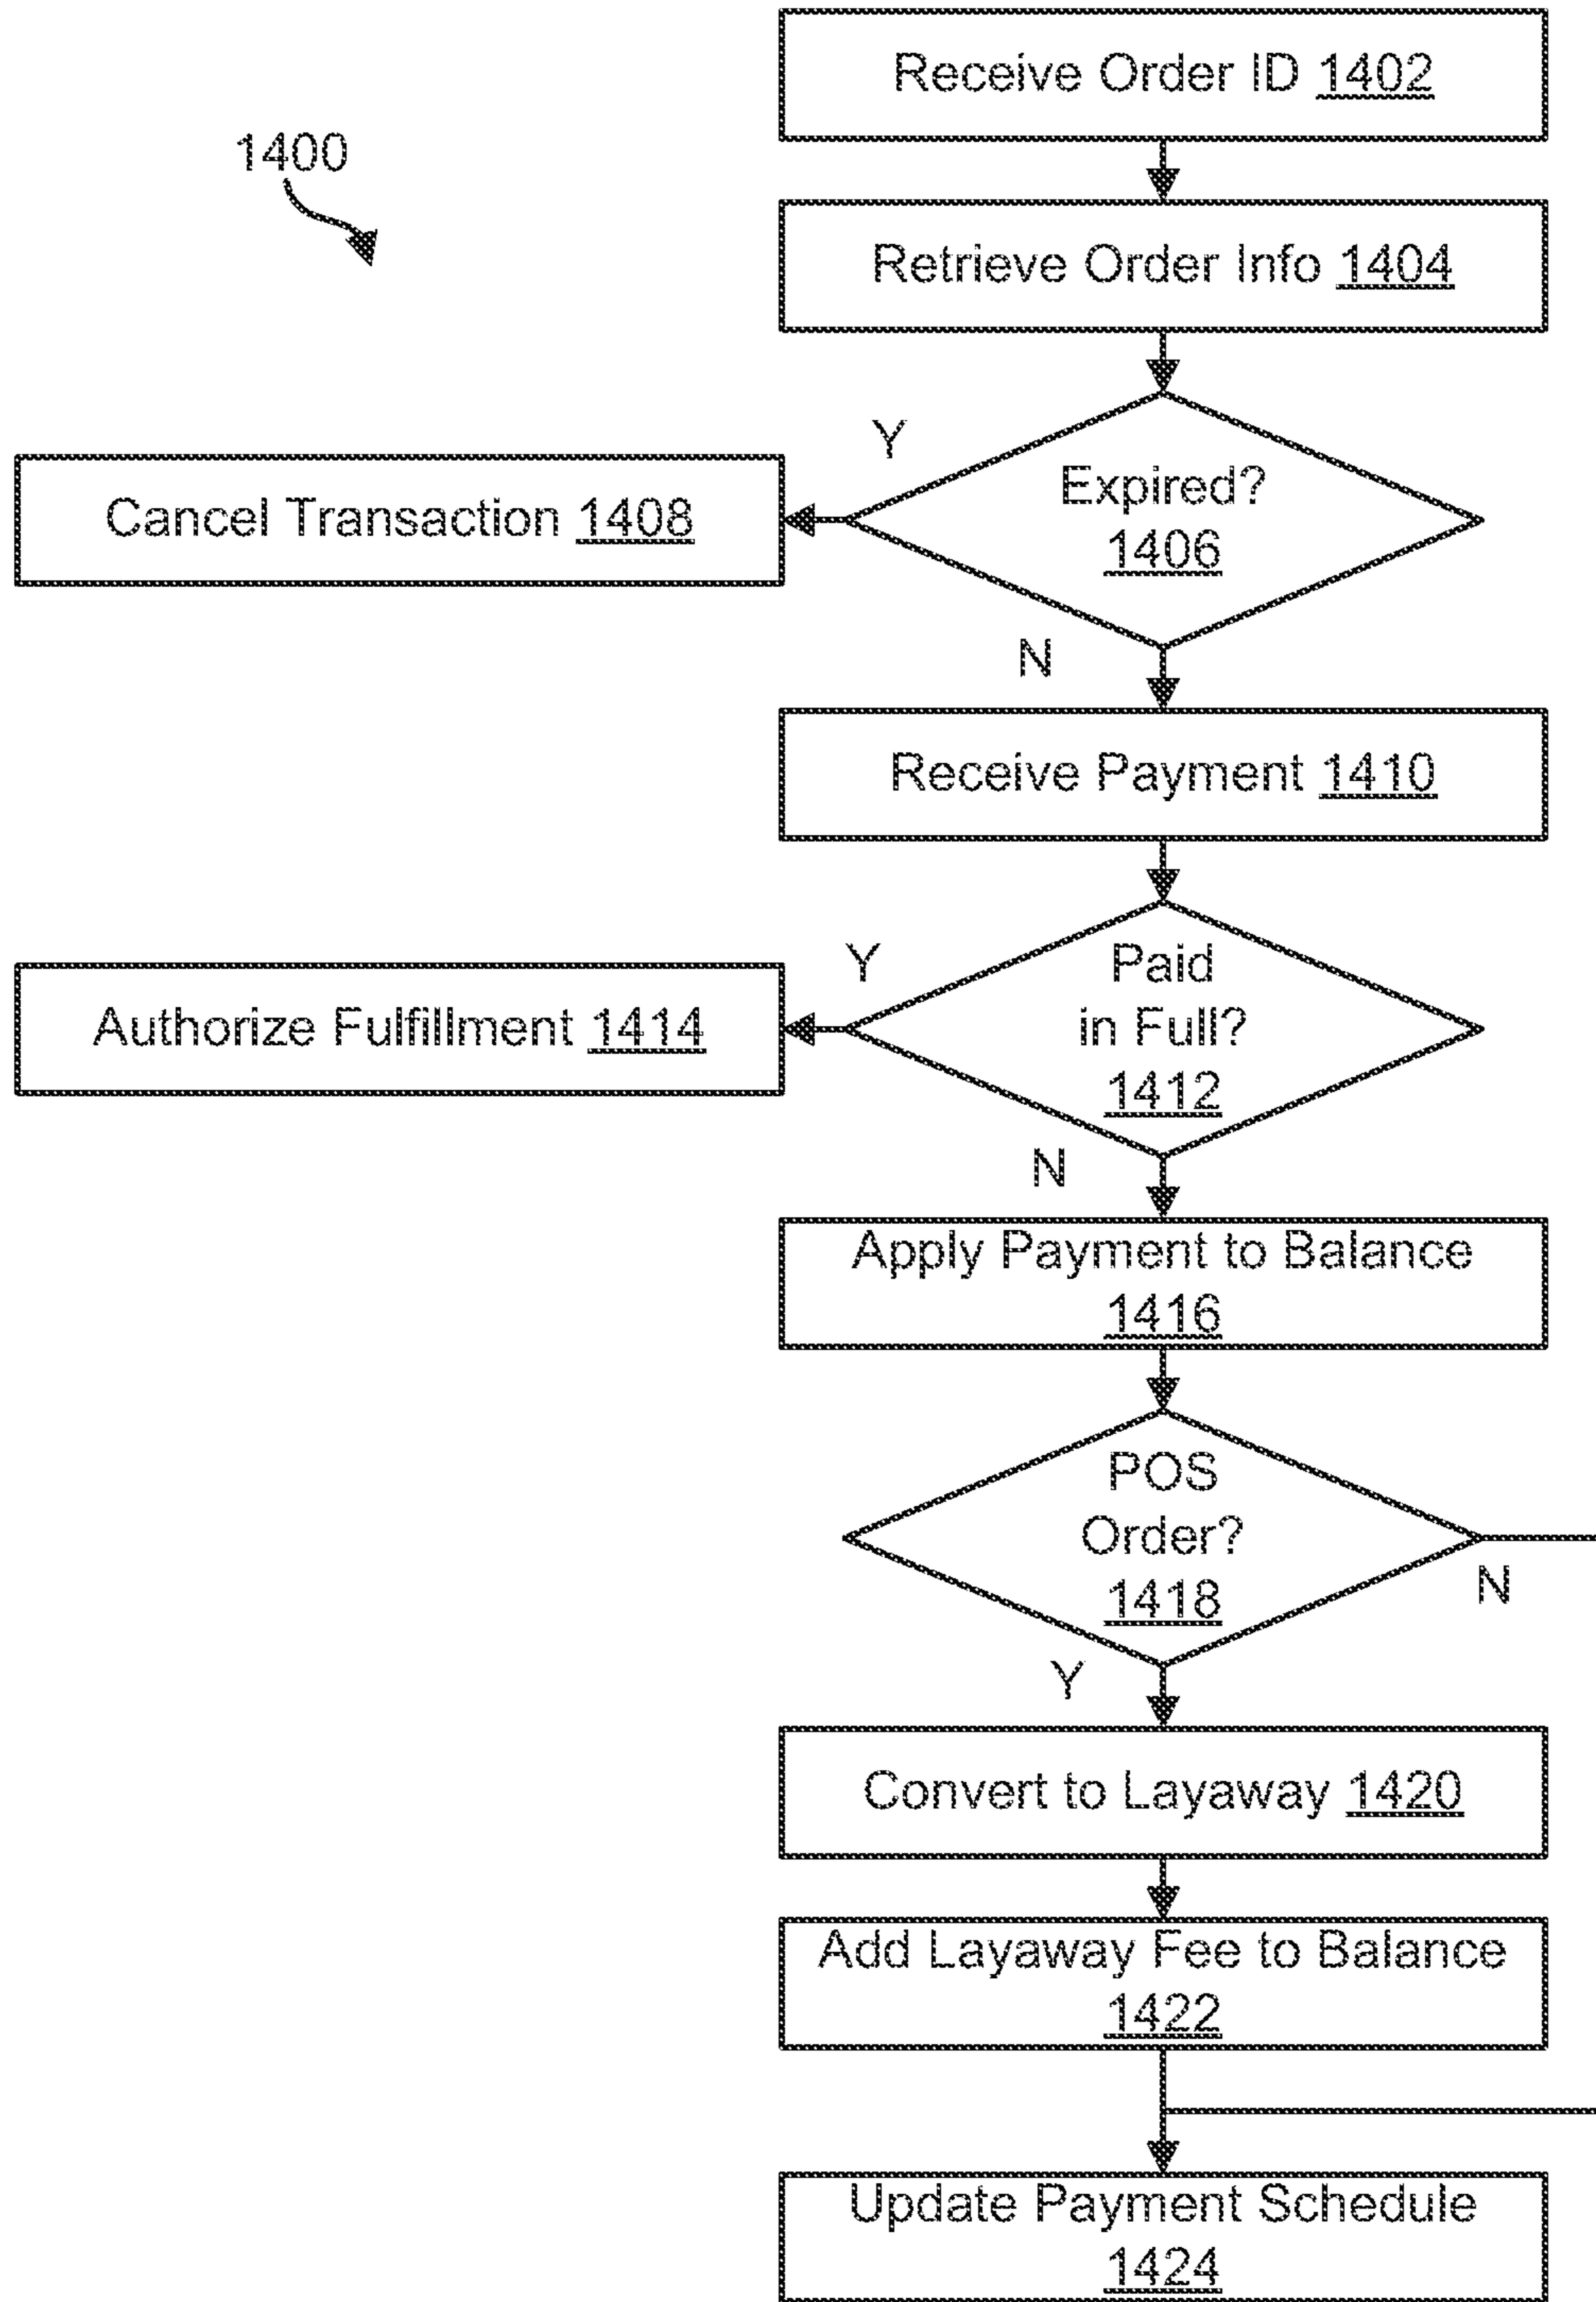 Receive Order ID 1402
1400
Retrieve Order Info 1404
Y
Expired?
1406
Cancel Transaction 1408
N
Receive Payment 1410
Y
Paid
in Full?
1412
Authorize Fulfillment 1414
N
Apply Payment to Balance
1416
POS
Order?
1418
N
Y
Convert to Layaway 1420
Add Layaway Fee to Balance
1422
Update Payment Schedule
1424